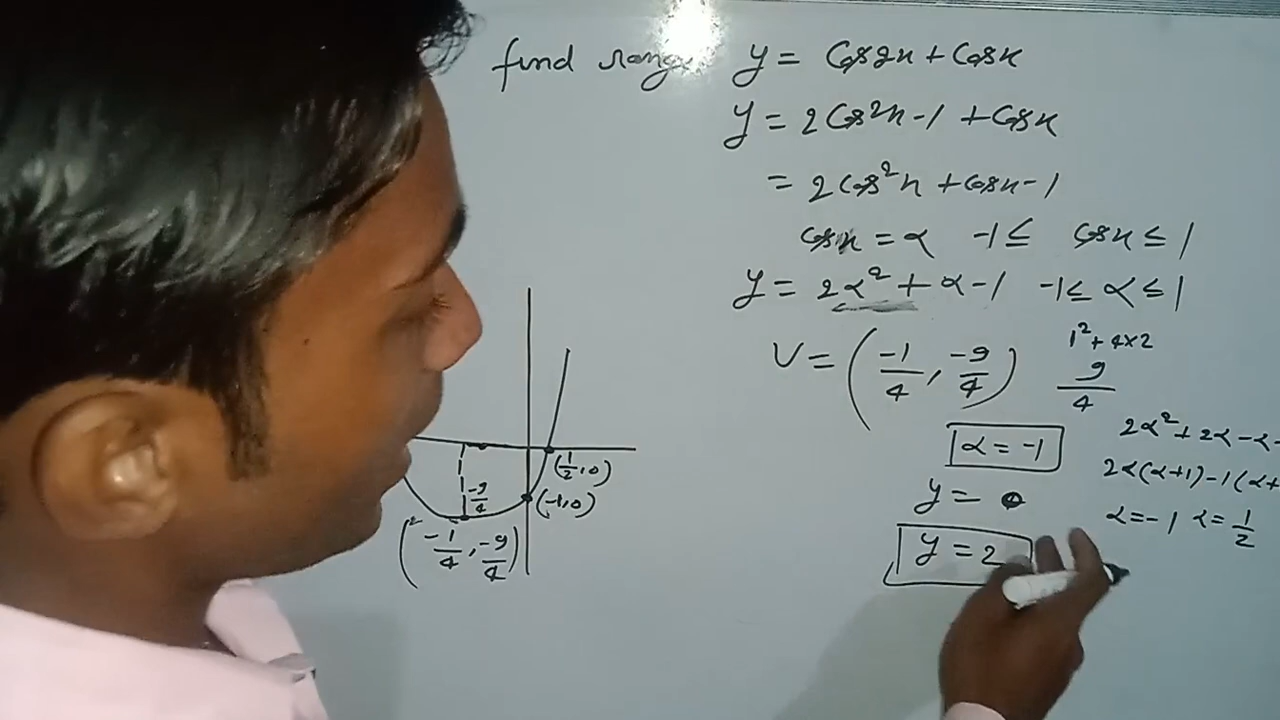 find range y = Cos2x + Cosx
y = 2Cos²x - 1 + Cosx
= 2Cos²x + Cosx - 1
Cosx = α -1 ≤ Cosx ≤ 1
y = 2α² + α - 1 -1 ≤ α ≤ 1
V = (-1/4, -9/4)
1² + 4×2
9/4
α = -1
2α² + 2α - α -
2α(α+1) - 1(α+
y = 0
α = -1 α = 1/2
y = 2
(1/2, 0)
-9/4
(-1, 0)
(-1/4, -9/4)